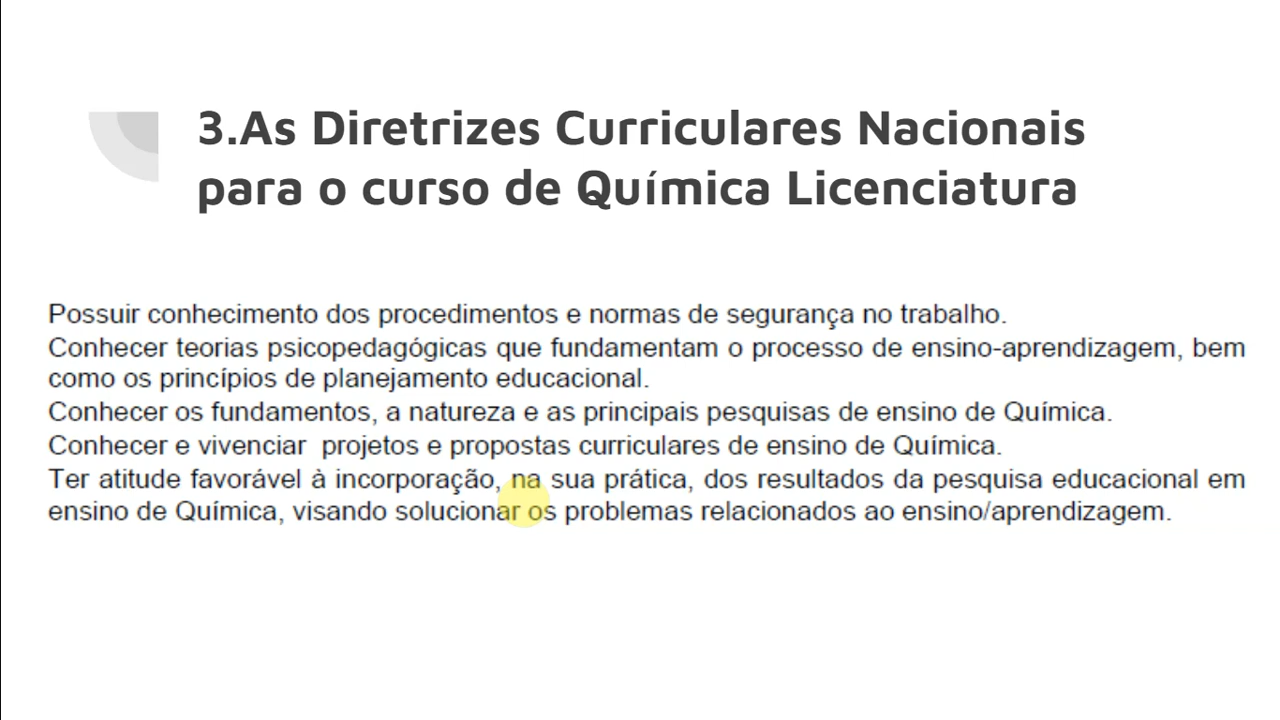 3.As Diretrizes Curriculares Nacionais
para o curso de Química Licenciatura
Possuir conhecimento dos procedimentos e normas de segurança no trabalho.
Conhecer teorias psicopedagógicas que fundamentam o processo de ensino-aprendizagem, bem
como os princípios de planejamento educacional.
Conhecer os fundamentos, a natureza e as principais pesquisas de ensino de Química.
Conhecer e vivenciar  projetos e propostas curriculares de ensino de Química.
Ter atitude favorável à incorporação, na sua prática, dos resultados da pesquisa educacional em
ensino de Química, visando solucionar os problemas relacionados ao ensino/aprendizagem.